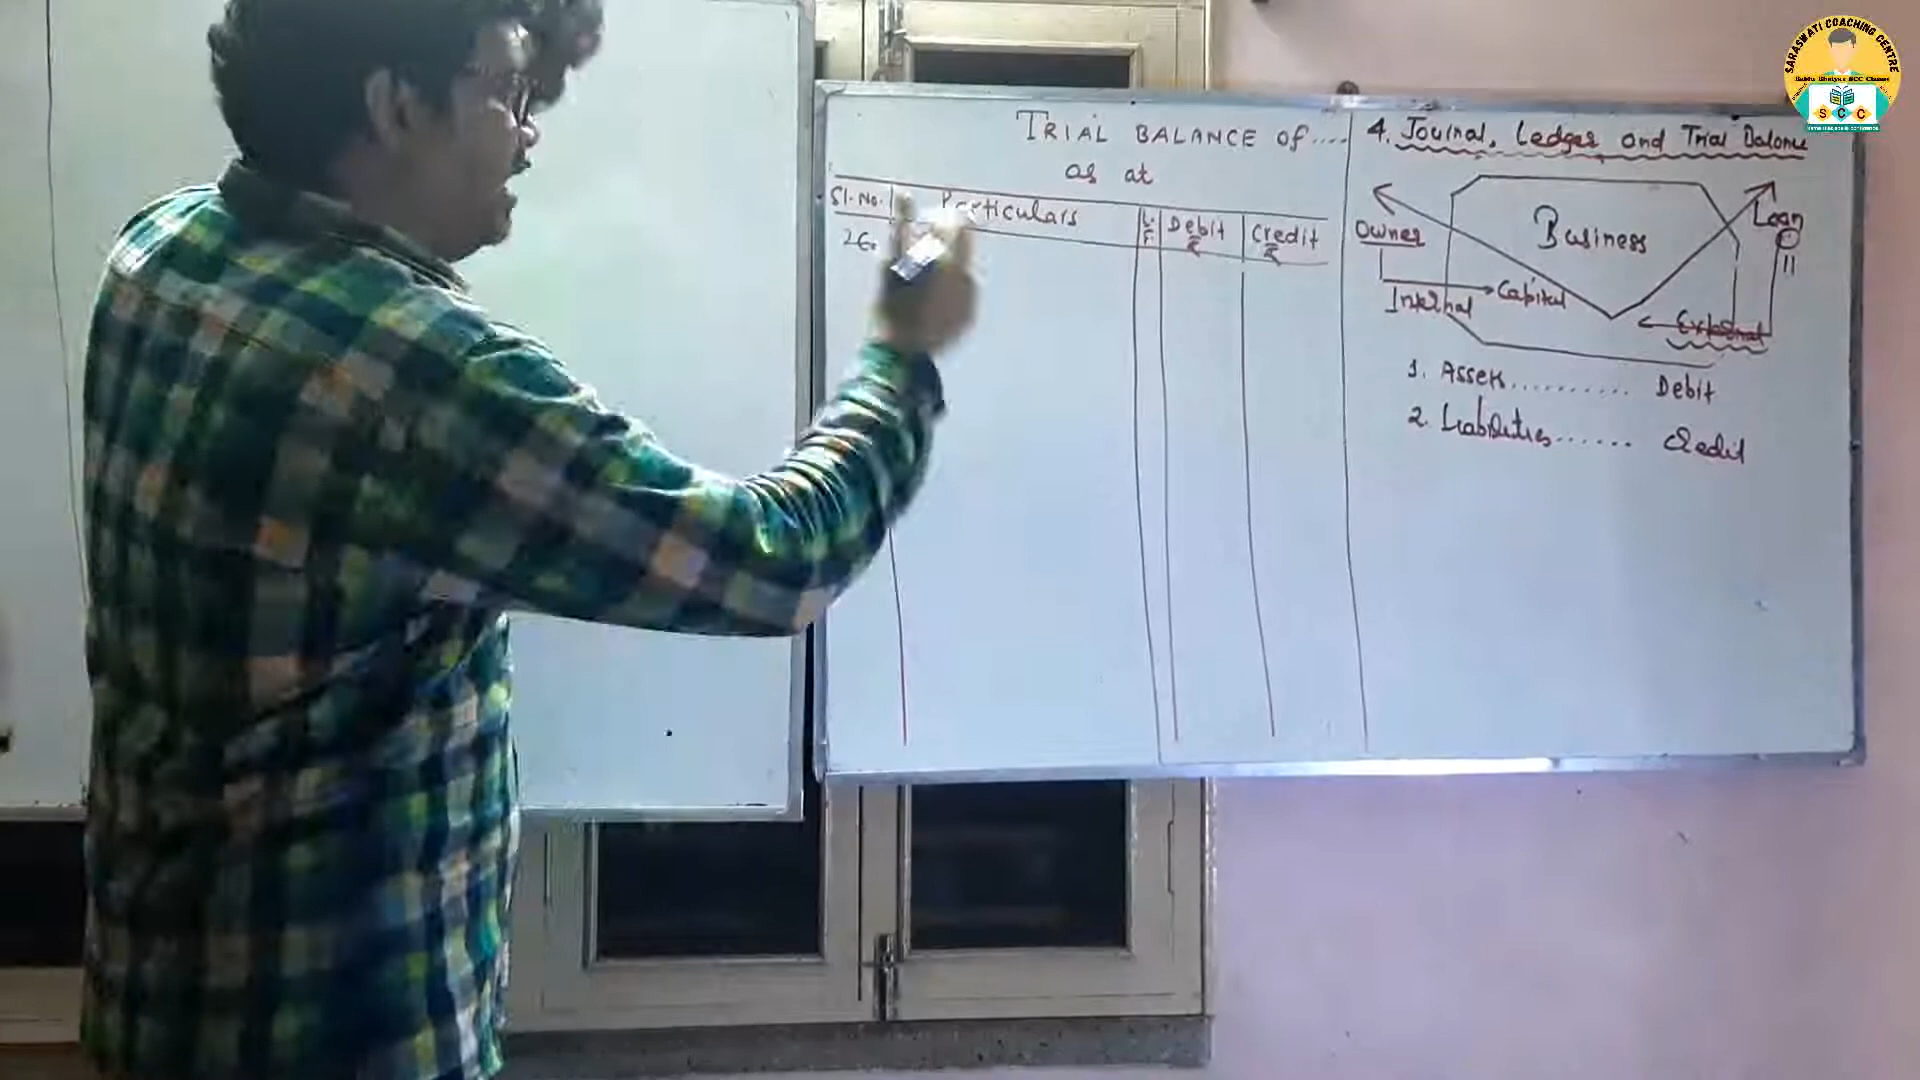 TRIAL BALANCE OF....
as at
Sl. No. Particulars L.F. Debit ₹ Credit ₹
4. Journal, Ledger and Trial Balance
Business
Owner
Loan
Internal
Capital
External
1. Assets.......... Debit
2. Liabilities...... Credit
SARASWATI COACHING CENTRE
SCC